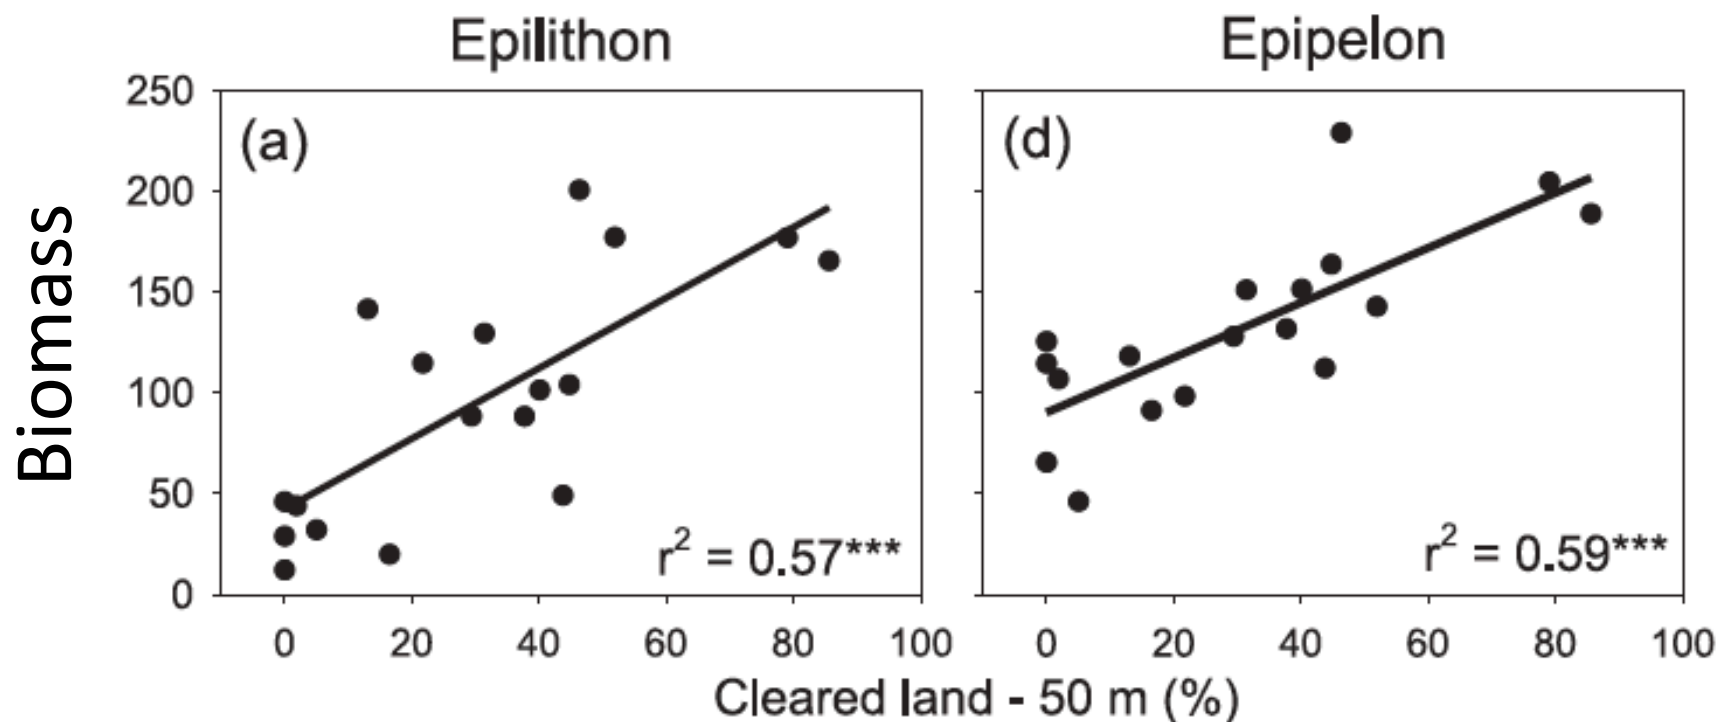 Epilithon
Epipelon
Biomass
250
200
150
100
50
0
(a)
r² = 0.57***
(d)
r² = 0.59***
0 20 40 60 80 100
0 20 40 60 80 100
Cleared land - 50 m (%)